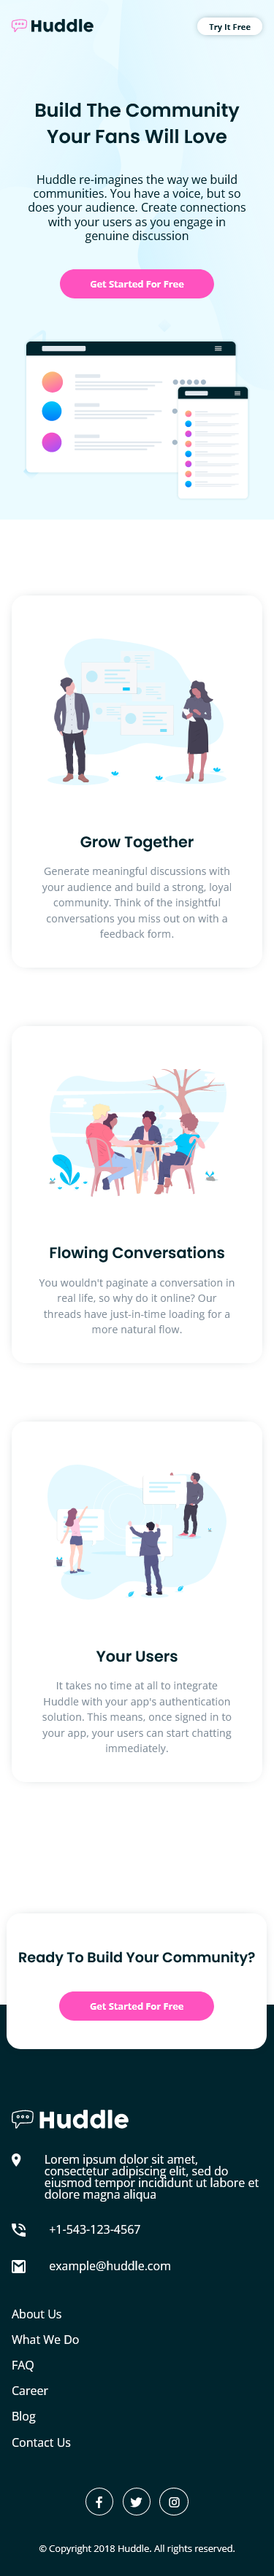 Huddle
Try It Free
Build The Community
Your Fans Will Love
Huddle re-imagines the way we build
communities. You have a voice, but so
does your audience. Create connections
with your users as you engage in
genuine discussion
Get Started For Free
Grow Together
Generate meaningful discussions with
your audience and build a strong, loyal
community. Think of the insightful
conversations you miss out on with a
feedback form.
Flowing Conversations
You wouldn't paginate a conversation in
real life, so why do it online? Our
threads have just-in-time loading for a
more natural flow.
Your Users
It takes no time at all to integrate
Huddle with your app's authentication
solution. This means, once signed in to
your app, your users can start chatting
immediately.
Ready To Build Your Community?
Get Started For Free
Huddle
Lorem ipsum dolor sit amet,
consectetur adipiscing elit, sed do
eiusmod tempor incididunt ut labore et
dolore magna aliqua
+1-543-123-4567
example@huddle.com
About Us
What We Do
FAQ
Career
Blog
Contact Us
© Copyright 2018 Huddle. All rights reserved.